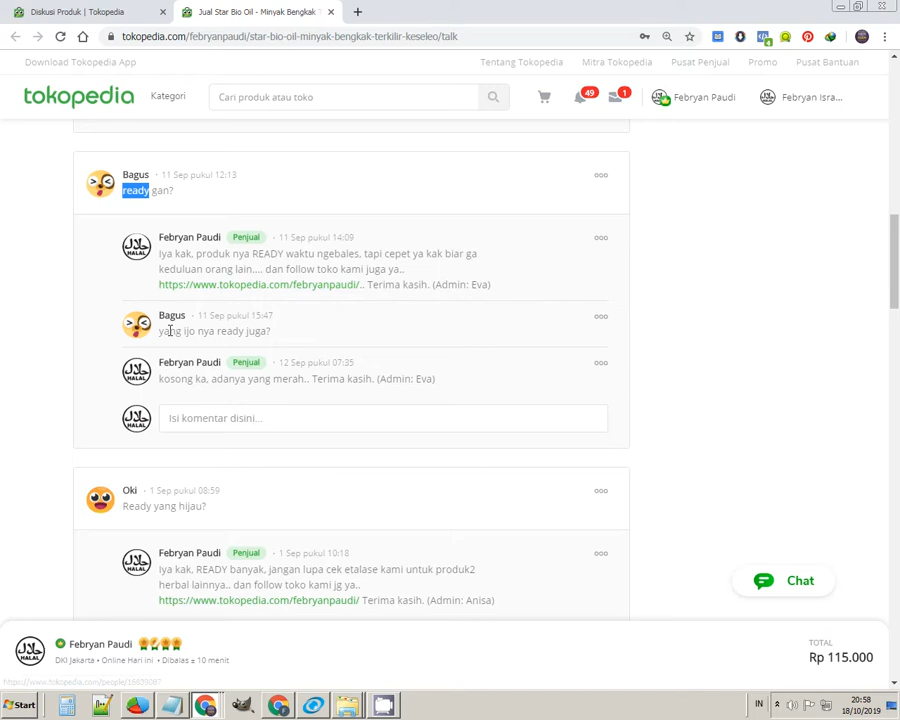 Diskusi Produk | Tokopedia
Jual Star Bio Oil - Minyak Bengkak
tokopedia.com/febryanpaudi/star-bio-oil-minyak-bengkak-terkilir-keseleo/talk
Download Tokopedia App
Tentang Tokopedia
Mitra Tokopedia
Pusat Penjual
Promo
Pusat Bantuan
tokopedia
Kategori
Cari produk atau toko
49
1
Febryan Paudi
Febryan Isra...
Bagus • 11 Sep pukul 12:13
ready gan?
Febryan Paudi Penjual • 11 Sep pukul 14:09
Iya kak, produk nya READY waktu ngebales, tapi cepet ya kak biar ga
keduluan orang lain.... dan follow toko kami juga ya..
https://www.tokopedia.com/febryanpaudi/.. Terima kasih. (Admin: Eva)
Bagus • 11 Sep pukul 15:47
yang ijo nya ready juga?
Febryan Paudi Penjual • 12 Sep pukul 07:35
kosong ka, adanya yang merah.. Terima kasih. (Admin: Eva)
Isi komentar disini...
Oki • 1 Sep pukul 08:59
Ready yang hijau?
Febryan Paudi Penjual • 1 Sep pukul 10:18
Iya kak, READY banyak, jangan lupa cek etalase kami untuk produk2
herbal lainnya.. dan follow toko kami jg ya..
https://www.tokopedia.com/febryanpaudi/ Terima kasih. (Admin: Anisa)
Chat
Febryan Paudi
DKI Jakarta • Online Hari ini • Dibalas ± 10 menit
TOTAL
Rp 115.000
Start
IN
20:58
18/10/2019